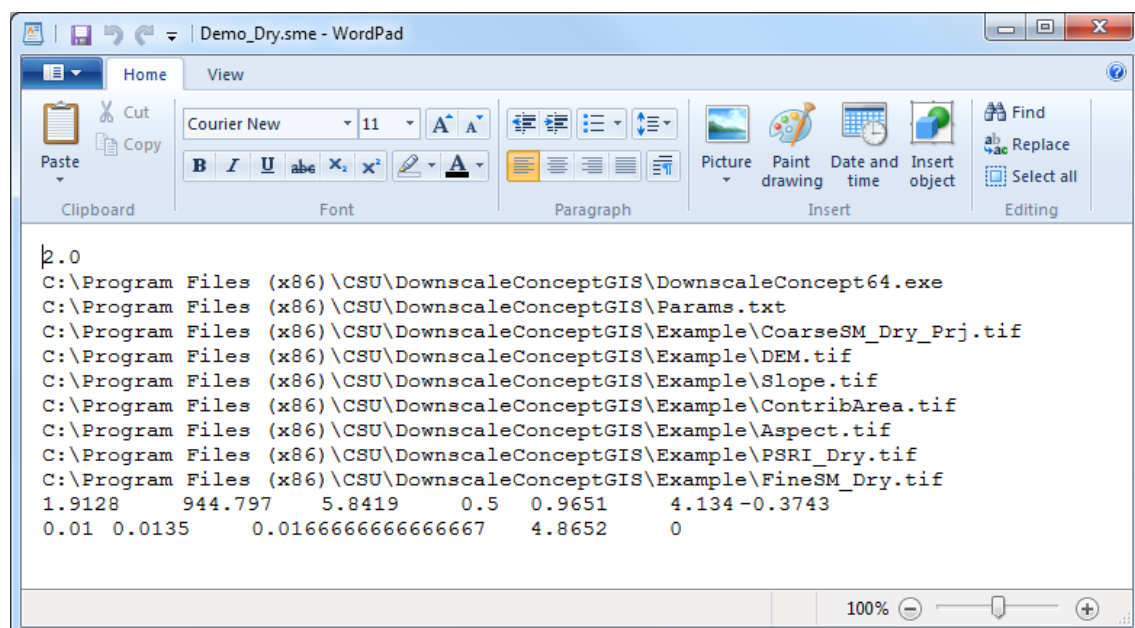 Demo_Dry.sme - WordPad
Home View
Cut
Copy
Paste
Clipboard
Courier New 11 A A
B I U abc X₂ X² A
Font
Paragraph
Picture Paint drawing Date and time Insert object
Insert
Find
Replace
Select all
Editing
2.0
C:\Program Files (x86)\CSU\DownscaleConceptGIS\DownscaleConcept64.exe
C:\Program Files (x86)\CSU\DownscaleConceptGIS\Params.txt
C:\Program Files (x86)\CSU\DownscaleConceptGIS\Example\CoarseSM_Dry_Prj.tif
C:\Program Files (x86)\CSU\DownscaleConceptGIS\Example\DEM.tif
C:\Program Files (x86)\CSU\DownscaleConceptGIS\Example\Slope.tif
C:\Program Files (x86)\CSU\DownscaleConceptGIS\Example\ContribArea.tif
C:\Program Files (x86)\CSU\DownscaleConceptGIS\Example\Aspect.tif
C:\Program Files (x86)\CSU\DownscaleConceptGIS\Example\PSRI_Dry.tif
C:\Program Files (x86)\CSU\DownscaleConceptGIS\Example\FineSM_Dry.tif
1.9128 944.797 5.8419 0.5 0.9651 4.134 -0.3743
0.01 0.0135 0.0166666666666667 4.8652 0
100%